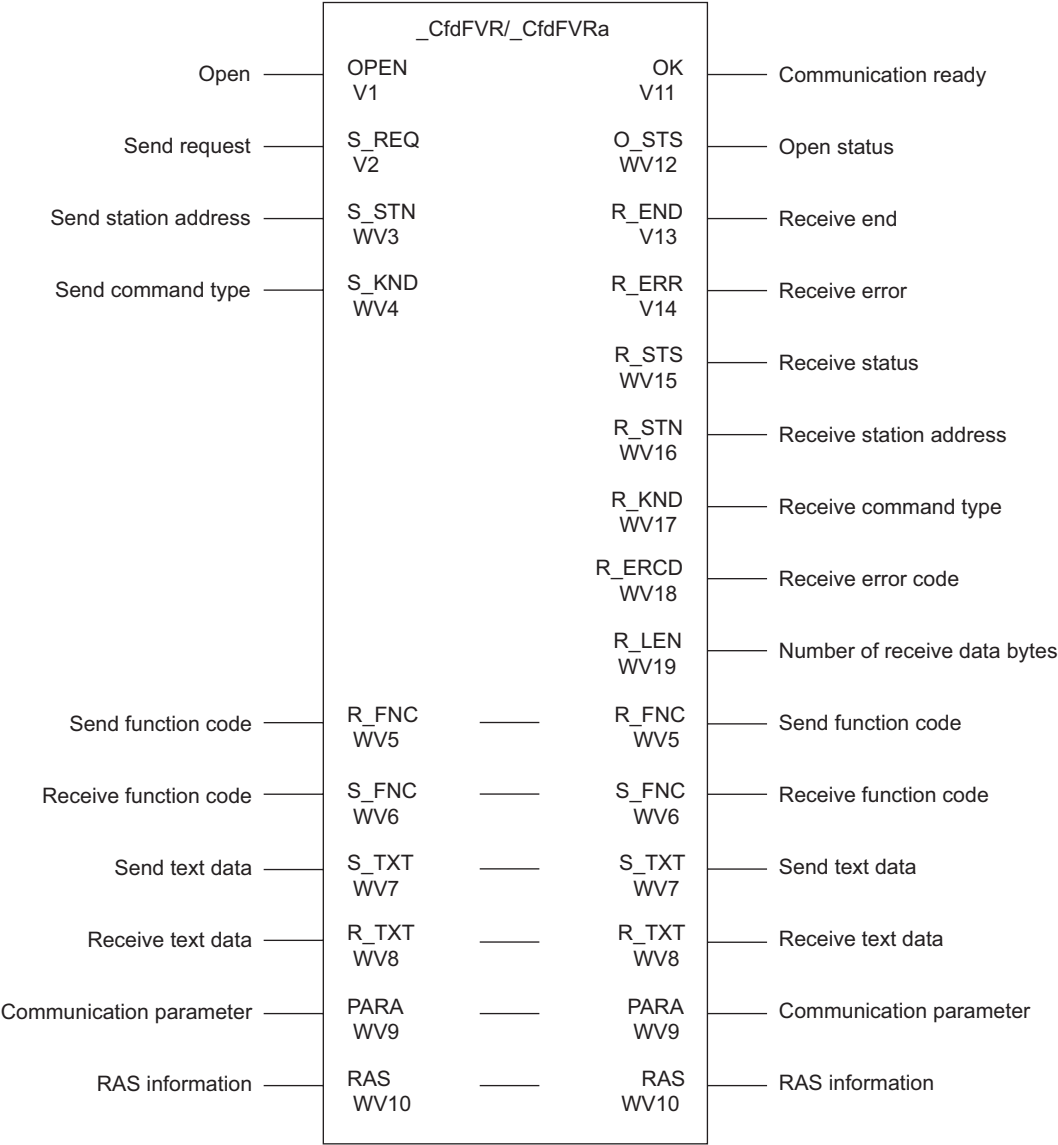 _CfdFVR/_CfdFVRa
Open OPEN OK Communication ready
V1 V11
Send request S_REQ O_STS Open status
V2 WV12
Send station address S_STN R_END Receive end
WV3 V13
Send command type S_KND R_ERR Receive error
WV4 V14
R_STS Receive status
WV15
R_STN Receive station address
WV16
R_KND Receive command type
WV17
R_ERCD Receive error code
WV18
R_LEN Number of receive data bytes
WV19
Send function code R_FNC R_FNC Send function code
WV5 WV5
Receive function code S_FNC S_FNC Receive function code
WV6 WV6
Send text data S_TXT S_TXT Send text data
WV7 WV7
Receive text data R_TXT R_TXT Receive text data
WV8 WV8
Communication parameter PARA PARA Communication parameter
WV9 WV9
RAS information RAS RAS RAS information
WV10 WV10